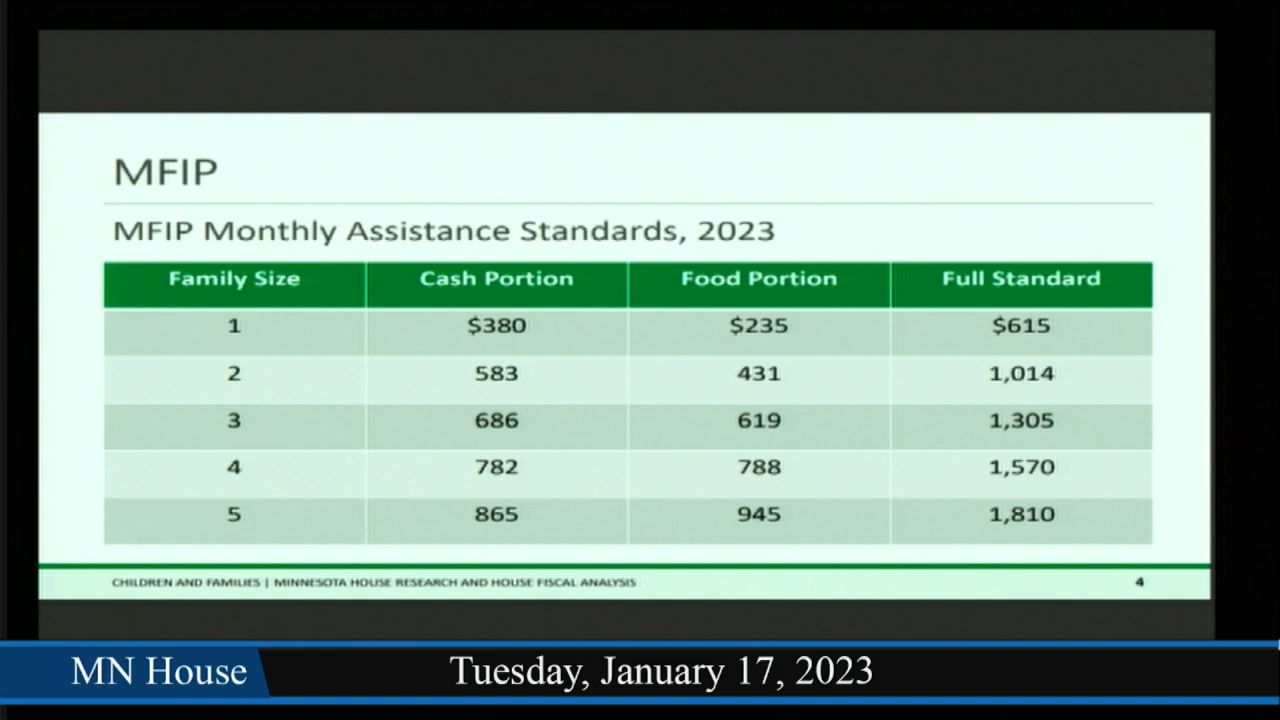 MFIP
MFIP Monthly Assistance Standards, 2023
Family Size Cash Portion Food Portion Full Standard
1 $380 $235 $615
2 583 431 1,014
3 686 619 1,305
4 782 788 1,570
5 865 945 1,810
CHILDREN AND FAMILIES | MINNESOTA HOUSE RESEARCH AND HOUSE FISCAL ANALYSIS 4
MN House Tuesday, January 17, 2023